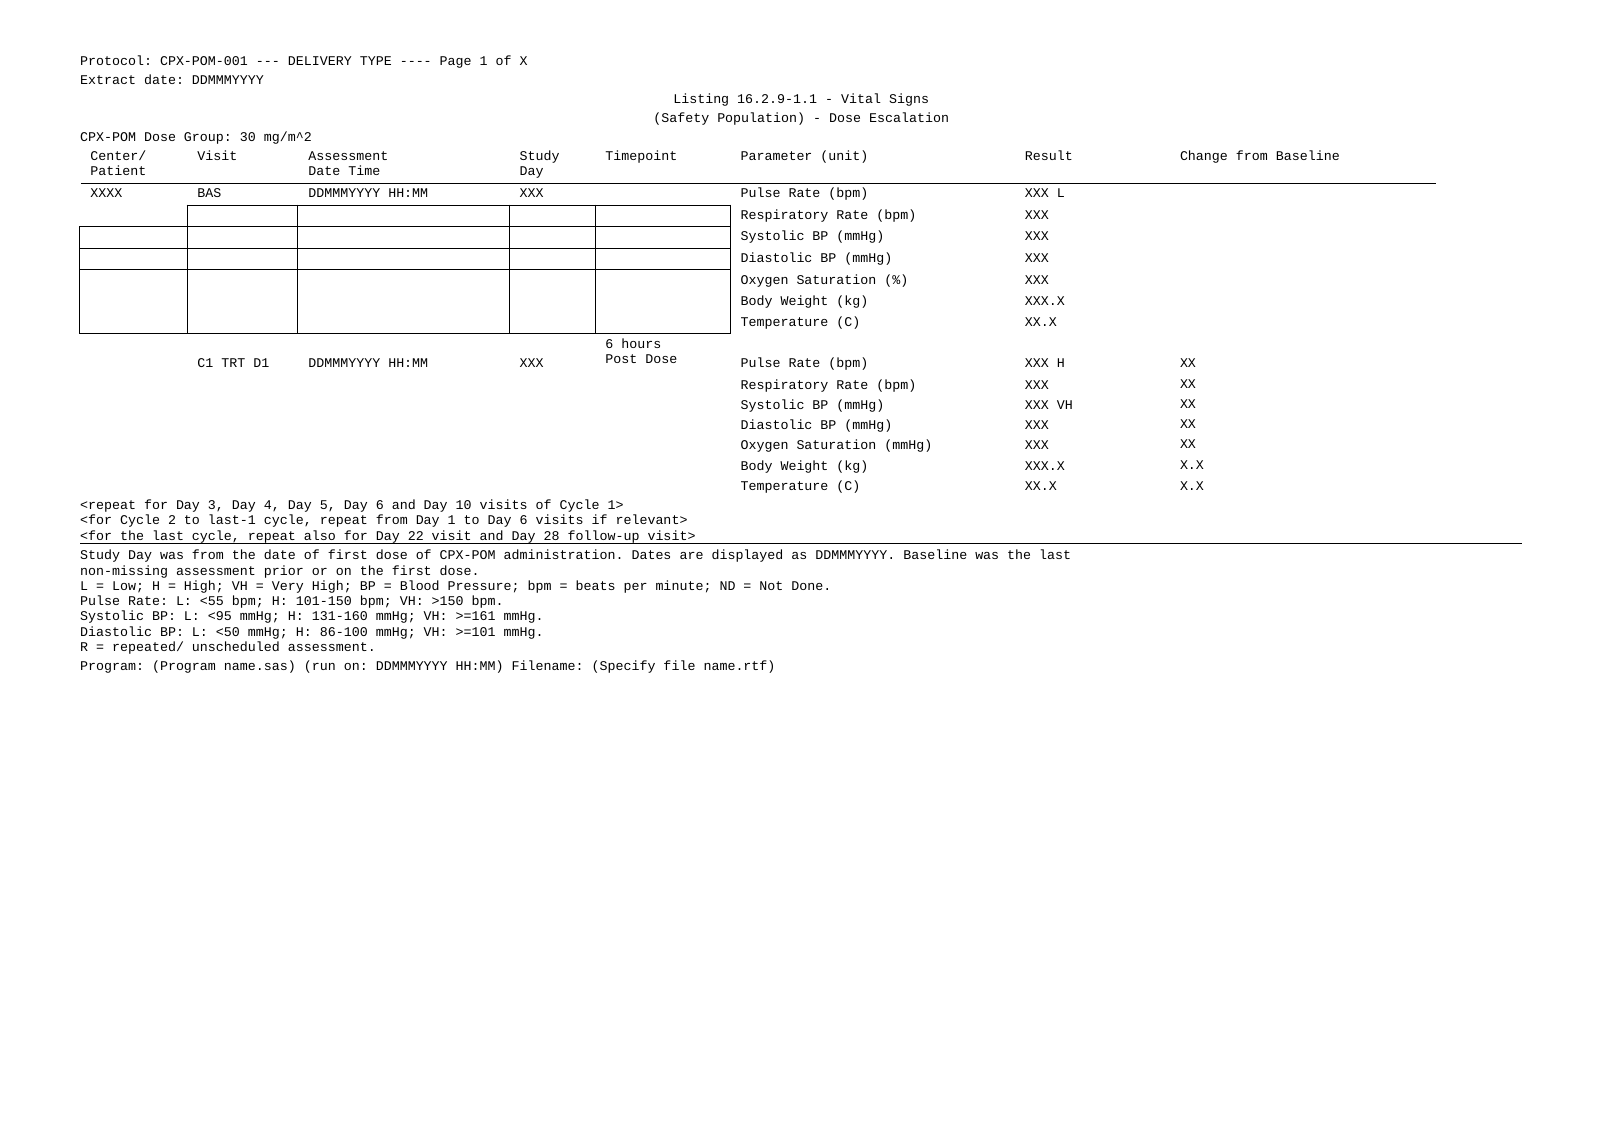 Protocol: CPX-POM-001 --- DELIVERY TYPE ---- Page 1 of X
Extract date: DDMMMYYYY
Listing 16.2.9-1.1 - Vital Signs
(Safety Population) - Dose Escalation
CPX-POM Dose Group: 30 mg/m^2
Center/ Patient Visit Assessment Date Time Study Day Timepoint Parameter (unit) Result Change from Baseline
XXXX BAS DDMMMYYYY HH:MM XXX Pulse Rate (bpm) XXX L
Respiratory Rate (bpm) XXX
Systolic BP (mmHg) XXX
Diastolic BP (mmHg) XXX
Oxygen Saturation (%) XXX
Body Weight (kg) XXX.X
Temperature (C) XX.X
C1 TRT D1 DDMMMYYYY HH:MM XXX 6 hours Post Dose Pulse Rate (bpm) XXX H XX
Respiratory Rate (bpm) XXX XX
Systolic BP (mmHg) XXX VH XX
Diastolic BP (mmHg) XXX XX
Oxygen Saturation (mmHg) XXX XX
Body Weight (kg) XXX.X X.X
Temperature (C) XX.X X.X
<repeat for Day 3, Day 4, Day 5, Day 6 and Day 10 visits of Cycle 1>
<for Cycle 2 to last-1 cycle, repeat from Day 1 to Day 6 visits if relevant>
<for the last cycle, repeat also for Day 22 visit and Day 28 follow-up visit>
Study Day was from the date of first dose of CPX-POM administration. Dates are displayed as DDMMMYYYY. Baseline was the last
non-missing assessment prior or on the first dose.
L = Low; H = High; VH = Very High; BP = Blood Pressure; bpm = beats per minute; ND = Not Done.
Pulse Rate: L: <55 bpm; H: 101-150 bpm; VH: >150 bpm.
Systolic BP: L: <95 mmHg; H: 131-160 mmHg; VH: >=161 mmHg.
Diastolic BP: L: <50 mmHg; H: 86-100 mmHg; VH: >=101 mmHg.
R = repeated/ unscheduled assessment.
Program: (Program name.sas) (run on: DDMMMYYYY HH:MM) Filename: (Specify file name.rtf)